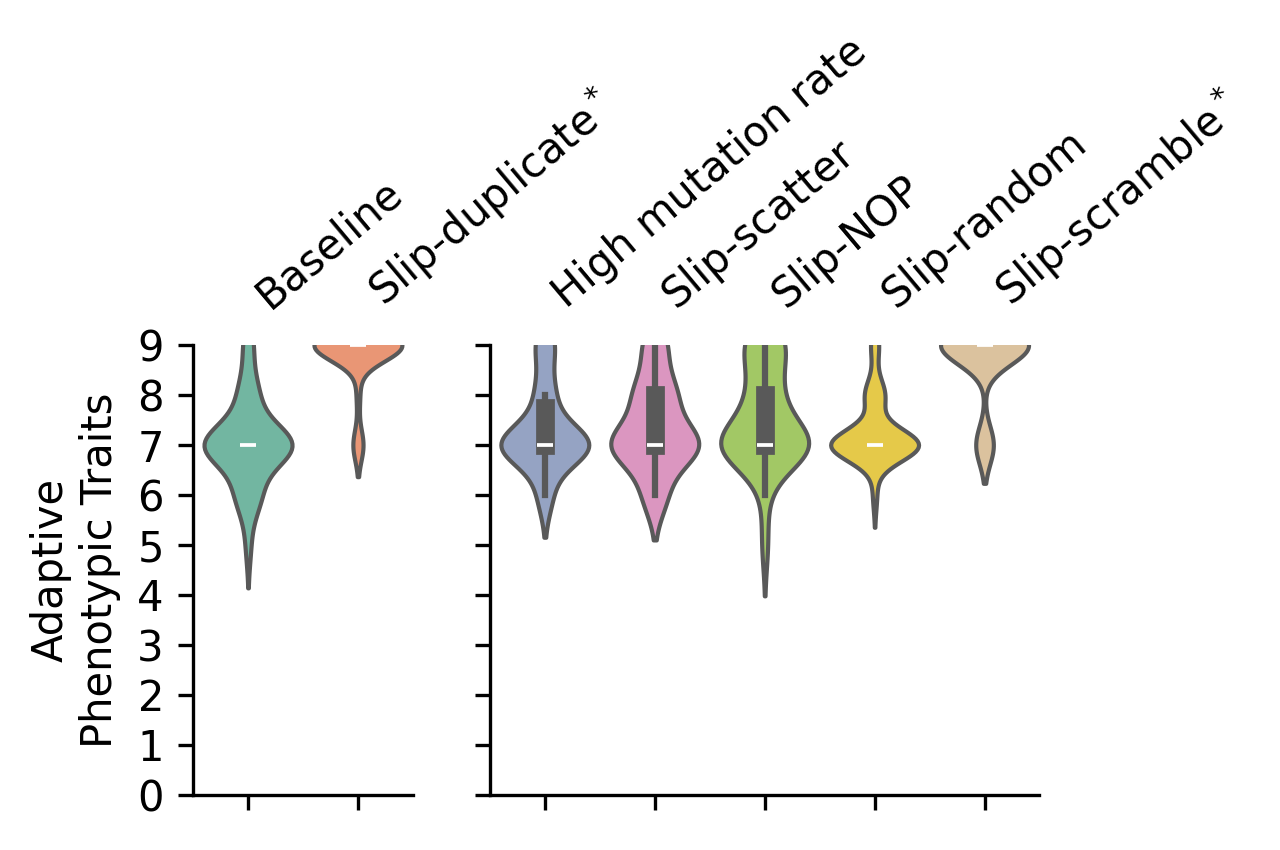 Baseline
Slip-duplicate*
High mutation rate
Slip-scatter
Slip-NOP
Slip-random
Slip-scramble*
Adaptive
Phenotypic Traits
9
8
7
6
5
4
3
2
1
0